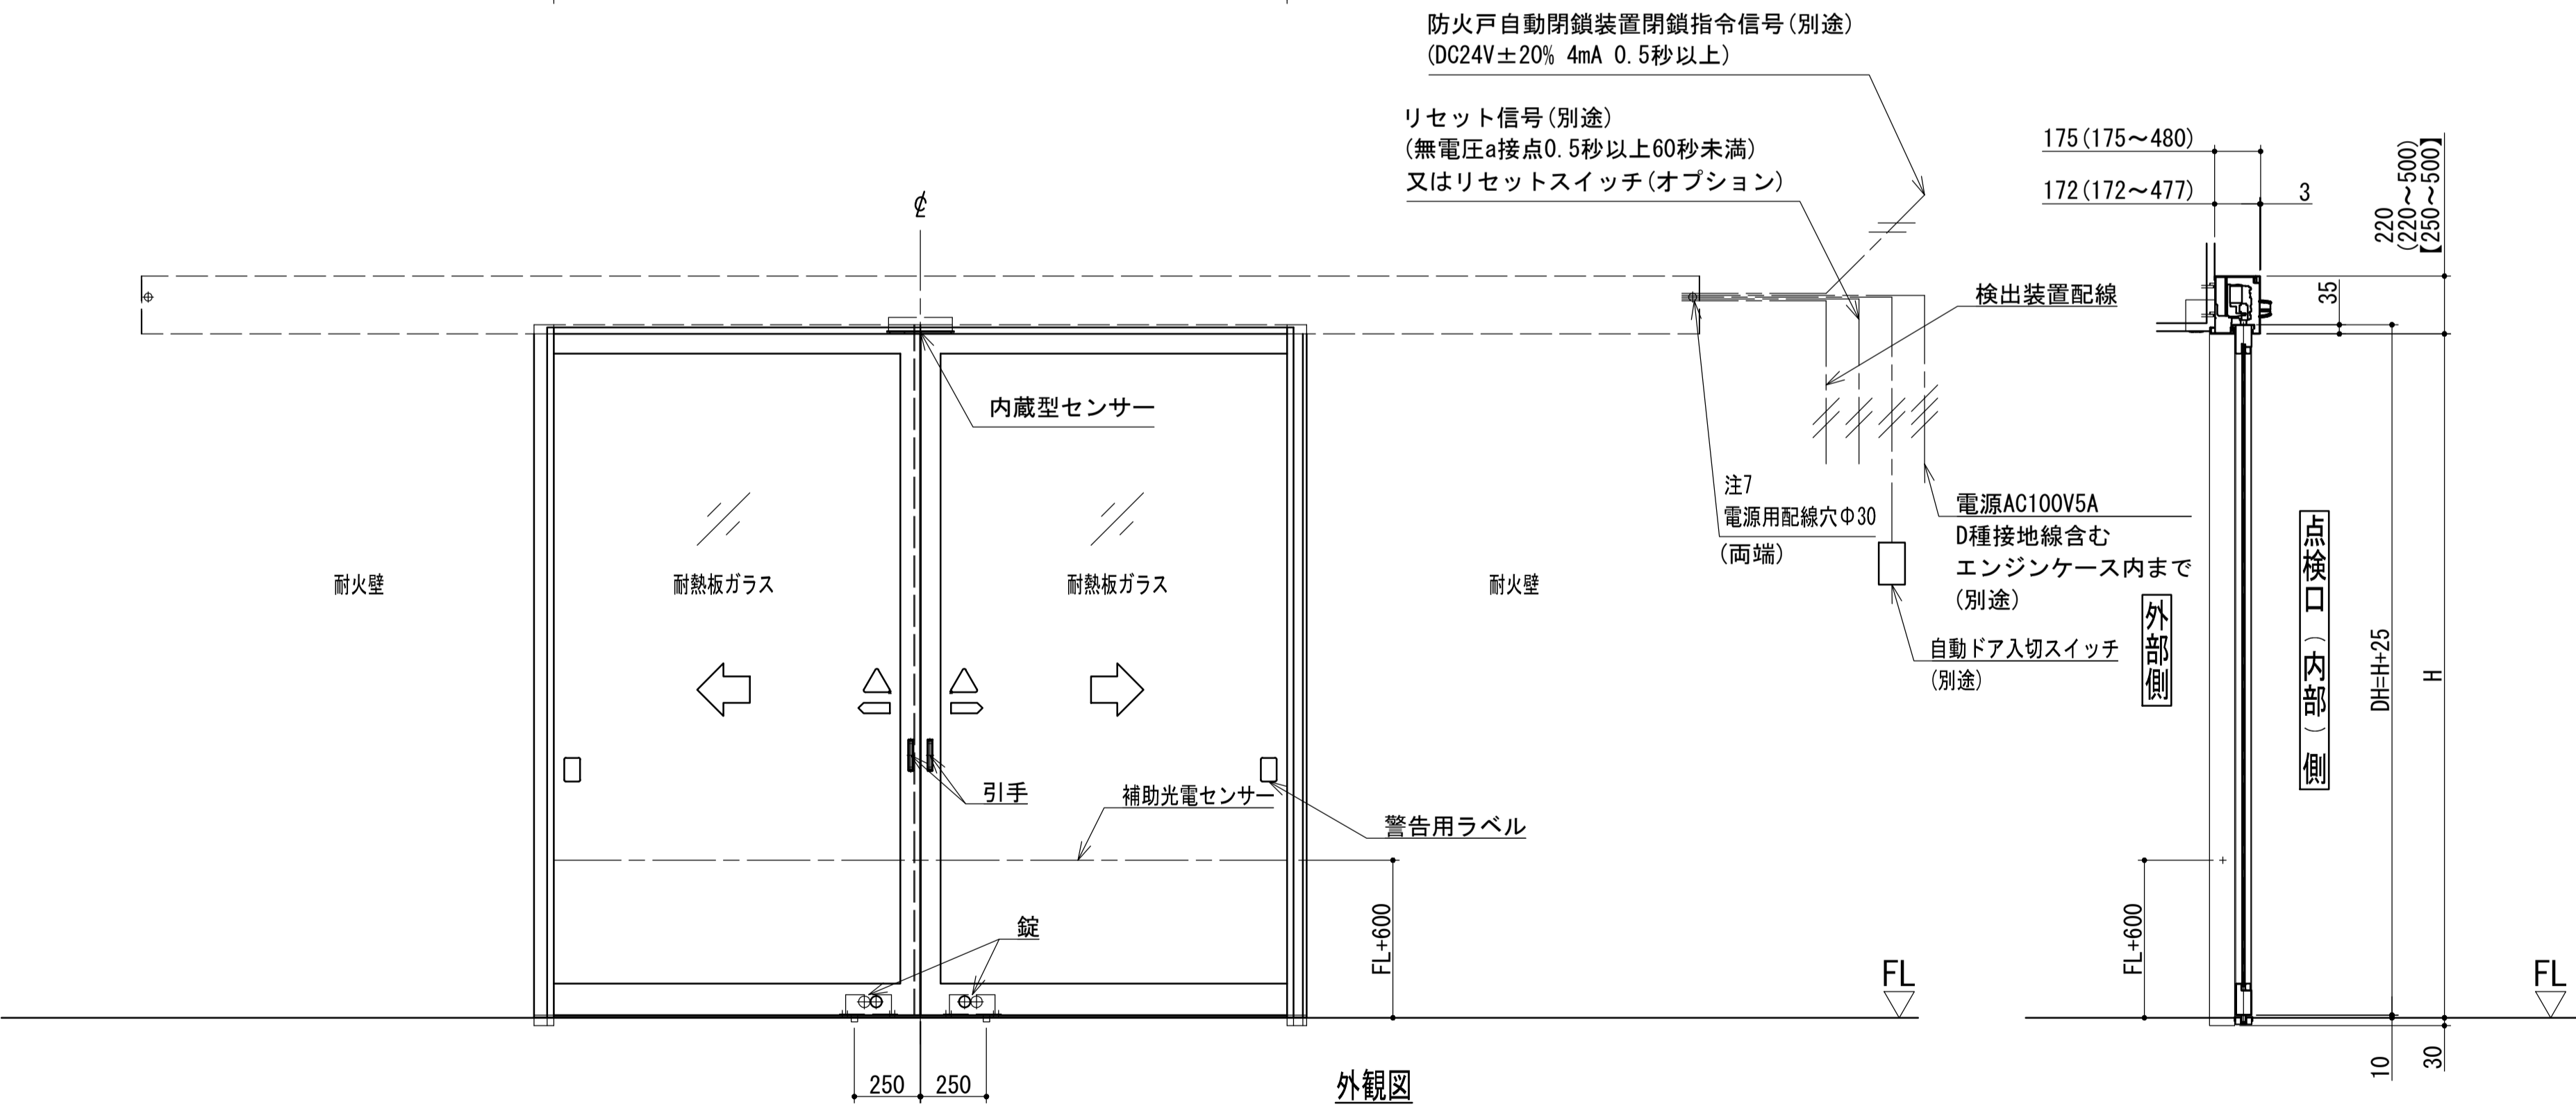 防火戸自動閉鎖装置閉鎖指令信号(別途)
(DC24V±20% 4mA 0.5秒以上)
リセット信号(別途)
(無電圧a接点0.5秒以上60秒未満)
又はリセットスイッチ(オプション)
175(175～480)
172(172～477)
3
220
(220～500)
【250～500】
35
検出装置配線
内蔵型センサー
注7
電源用配線穴Φ30
(両端)
電源AC100V5A
D種接地線含む
エンジンケース内まで
(別途)
自動ドア入切スイッチ
(別途)
耐火壁
耐熱板ガラス
耐熱板ガラス
耐火壁
外部側
点検口(内部)側
DH=H+25
H
引手
補助光電センサー
警告用ラベル
錠
FL+600
FL
FL+600
FL
250
250
10
30
外観図